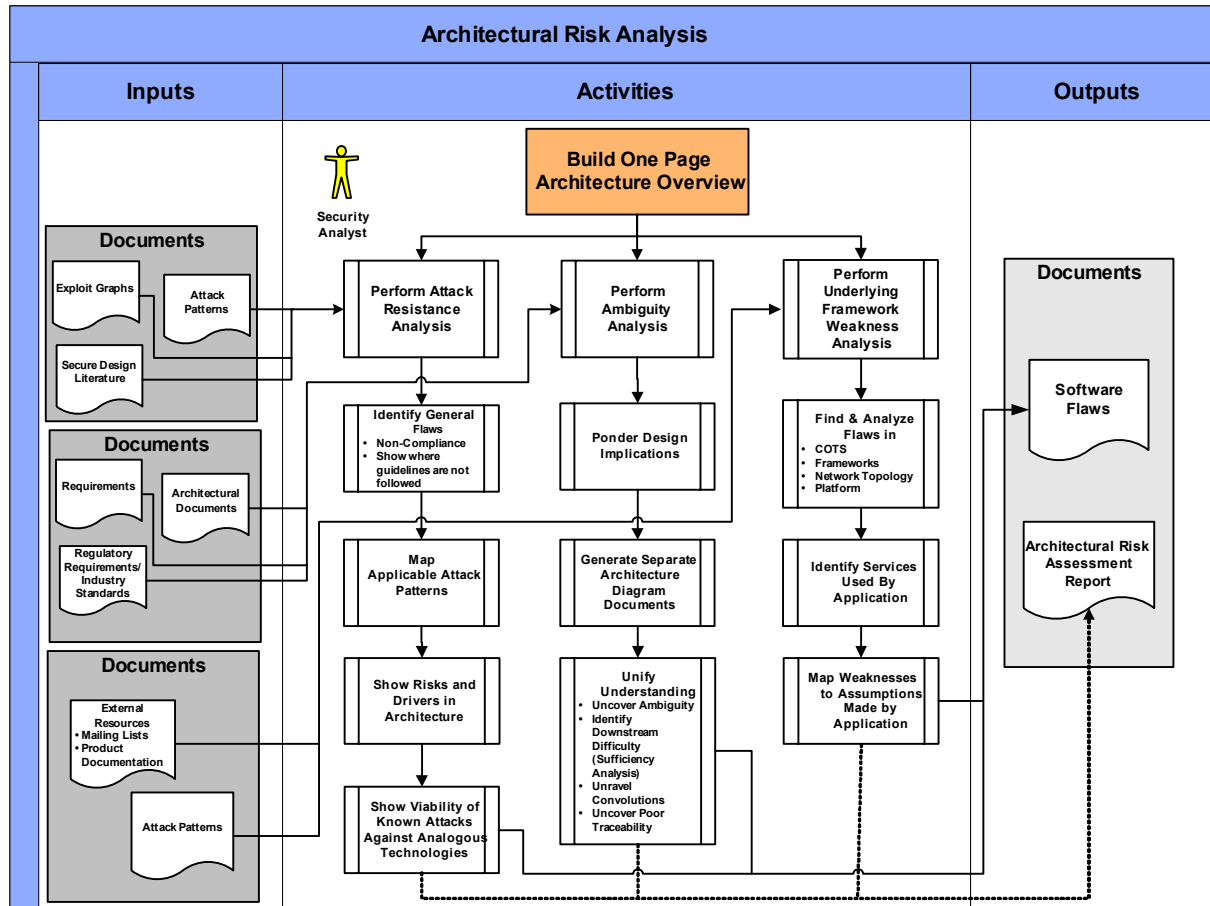 Architectural Risk Analysis
Inputs
Activities
Outputs
Build One Page
Architecture Overview
Security
Analyst
Documents
Exploit Graphs
Attack
Patterns
Secure Design
Literature
Documents
Requirements
Architectural
Documents
Regulatory
Requirements/
Industry
Standards
Documents
External
Resources
• Mailing Lists
• Product
Documentation
Attack Patterns
Perform Attack
Resistance
Analysis
Identify General
Flaws
• Non-Compliance
• Show where
guidelines are not
followed
Map
Applicable Attack
Patterns
Show Risks and
Drivers in
Architecture
Show Viability of
Known Attacks
Against Analogous
Technologies
Perform
Ambiguity
Analysis
Ponder Design
Implications
Generate Separate
Architecture
Diagram
Documents
Unify
Understanding
• Uncover Ambiguity
• Identify
Downstream
Difficulty
(Sufficiency
Analysis)
• Unravel
Convolutions
• Uncover Poor
Traceability
Perform
Underlying
Framework
Weakness
Analysis
Find & Analyze
Flaws in
• COTS
• Frameworks
• Network Topology
• Platform
Identify Services
Used By
Application
Map Weaknesses
to Assumptions
Made by
Application
Documents
Software
Flaws
Architectural Risk
Assessment
Report